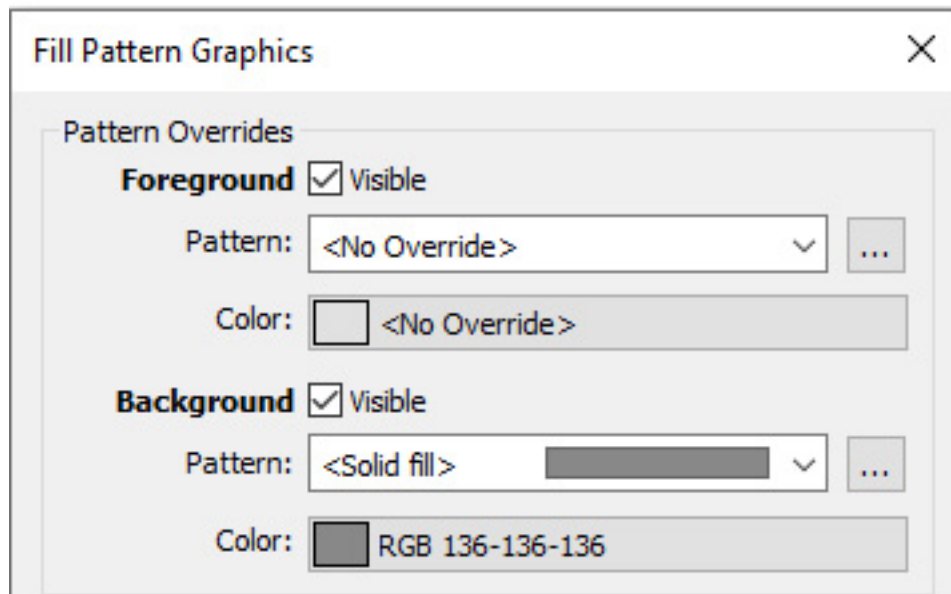 Fill Pattern Graphics
Pattern Overrides
Foreground Visible
Pattern: <No Override> ...
Color: <No Override>
Background Visible
Pattern: <Solid fill> ...
Color: RGB 136-136-136